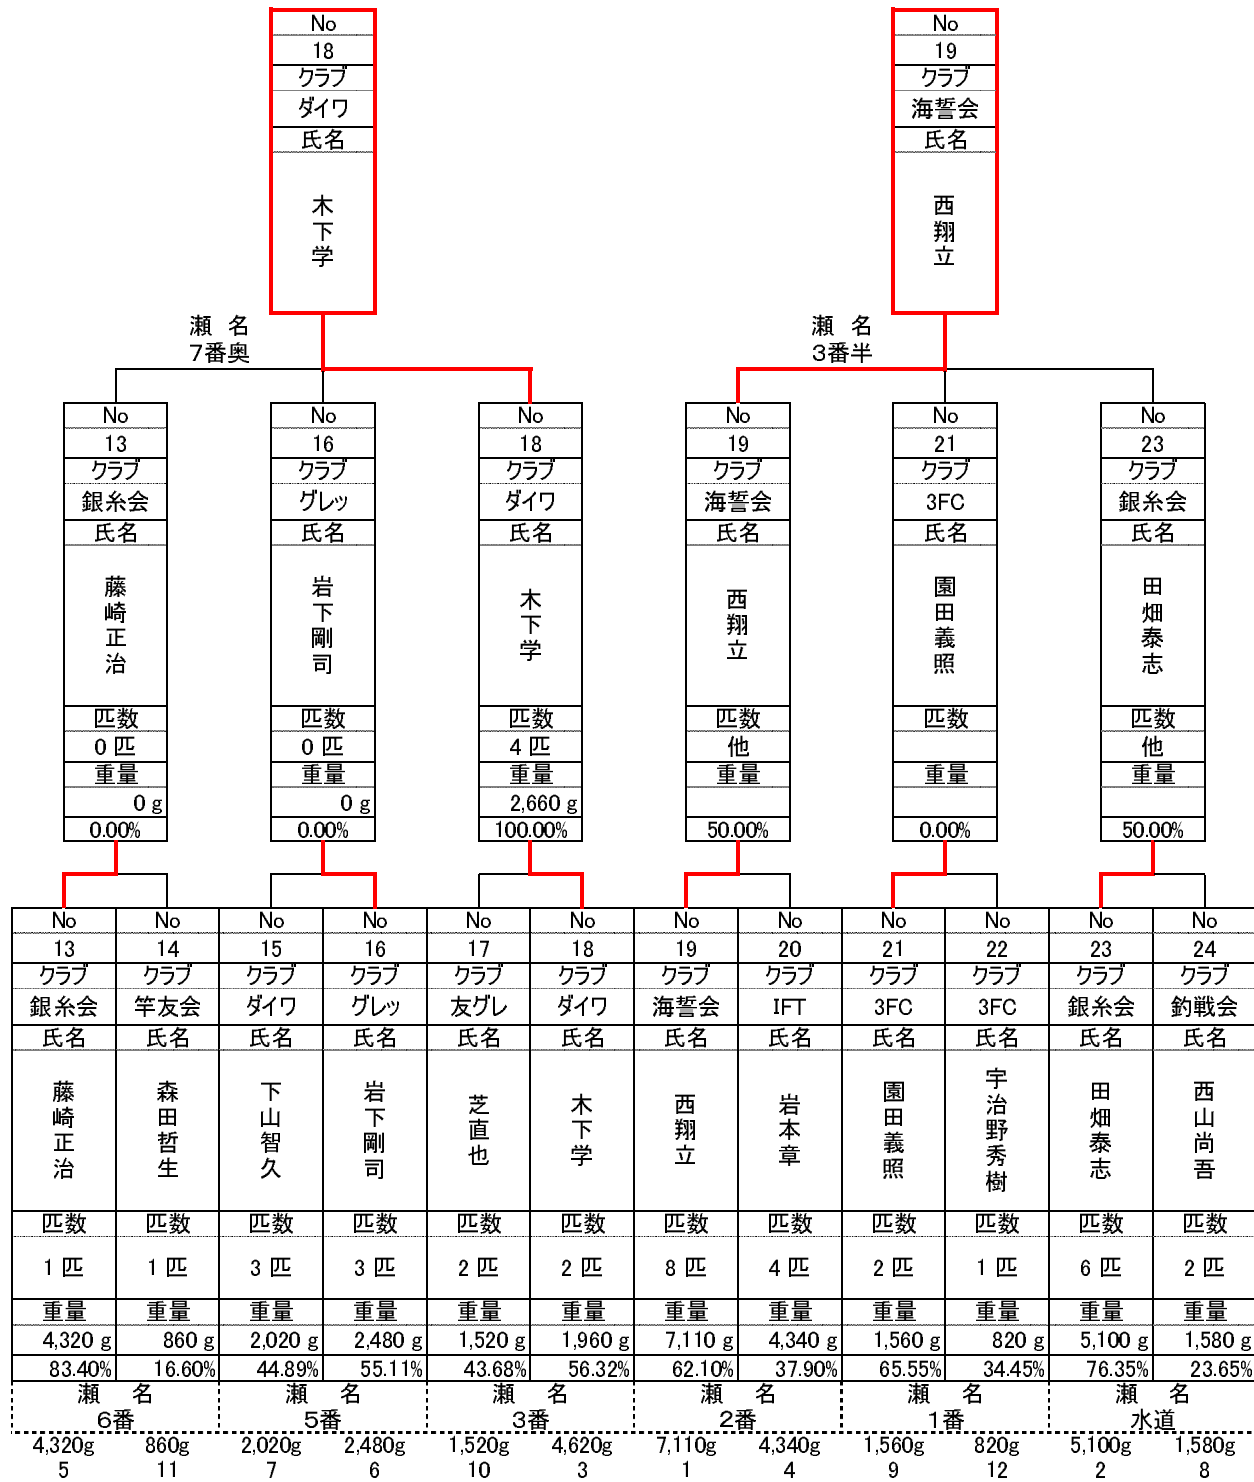 No No
18 19
クラブ クラブ
ダイワ 海誓会
氏名 氏名
木下学 西翔立
瀬 名 瀬 名
7番奥 3番半
No No No No No No
13 16 18 19 21 23
クラブ クラブ クラブ クラブ クラブ クラブ
銀糸会 グレッ ダイワ 海誓会 3FC 銀糸会
氏名 氏名 氏名 氏名 氏名 氏名
藤崎正治 岩下剛司 木下学 西翔立 園田義照 田畑泰志
匹数 匹数 匹数 匹数 匹数 匹数
0 匹 0 匹 4 匹 他 他
重量 重量 重量 重量 重量 重量
0 g 0 g 2,660 g
0.00% 0.00% 100.00% 50.00% 0.00% 50.00%
No No No No No No No No No No No No
13 14 15 16 17 18 19 20 21 22 23 24
クラブ クラブ クラブ クラブ クラブ クラブ クラブ クラブ クラブ クラブ クラブ クラブ
銀糸会 竿友会 ダイワ グレッ 友グレ ダイワ 海誓会 IFT 3FC 3FC 銀糸会 釣戦会
氏名 氏名 氏名 氏名 氏名 氏名 氏名 氏名 氏名 氏名 氏名 氏名
藤崎正治 森田哲生 下山智久 岩下剛司 芝直也 木下学 西翔立 岩本章 園田義照 宇治野秀樹 田畑泰志 西山尚吾
匹数 匹数 匹数 匹数 匹数 匹数 匹数 匹数 匹数 匹数 匹数 匹数
1 匹 1 匹 3 匹 3 匹 2 匹 2 匹 8 匹 4 匹 2 匹 1 匹 6 匹 2 匹
重量 重量 重量 重量 重量 重量 重量 重量 重量 重量 重量 重量
4,320 g 860 g 2,020 g 2,480 g 1,520 g 1,960 g 7,110 g 4,340 g 1,560 g 820 g 5,100 g 1,580 g
83.40% 16.60% 44.89% 55.11% 43.68% 56.32% 62.10% 37.90% 65.55% 34.45% 76.35% 23.65%
瀬 名 瀬 名 瀬 名 瀬 名 瀬 名 瀬 名
6番 5番 3番 2番 1番 水道
4,320g 860g 2,020g 2,480g 1,520g 4,620g 7,110g 4,340g 1,560g 820g 5,100g 1,580g
5 11 7 6 10 3 1 4 9 12 2 8